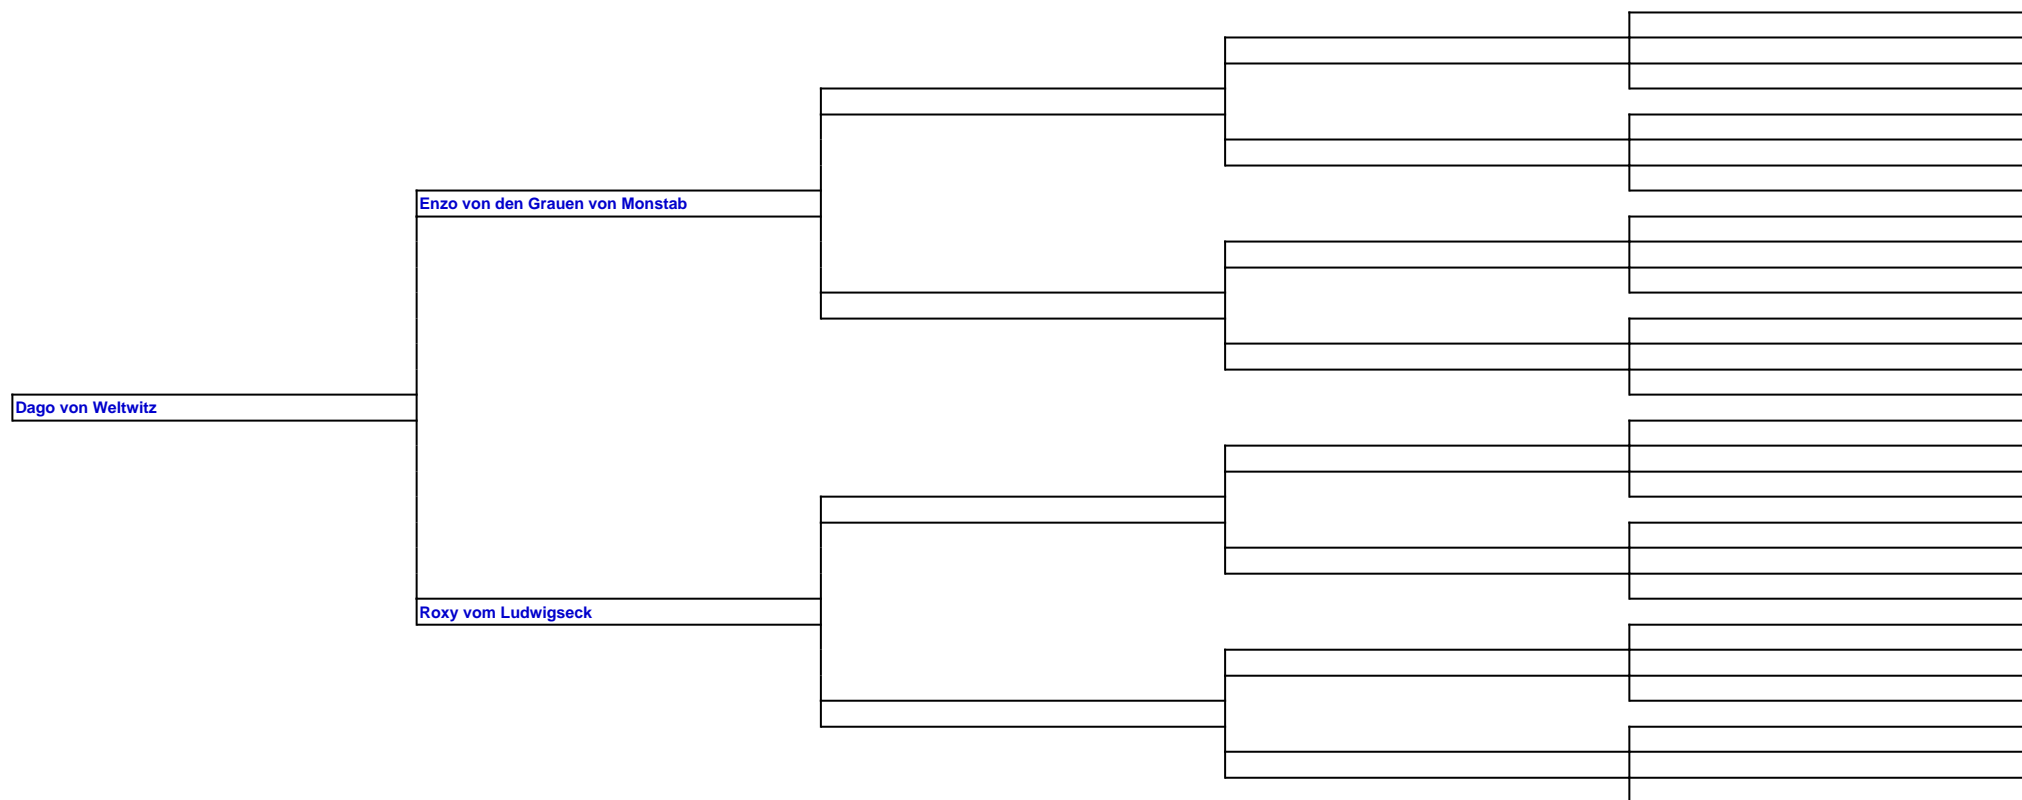 Enzo von den Grauen von Monstab
Dago von Weltwitz
Roxy vom Ludwigseck